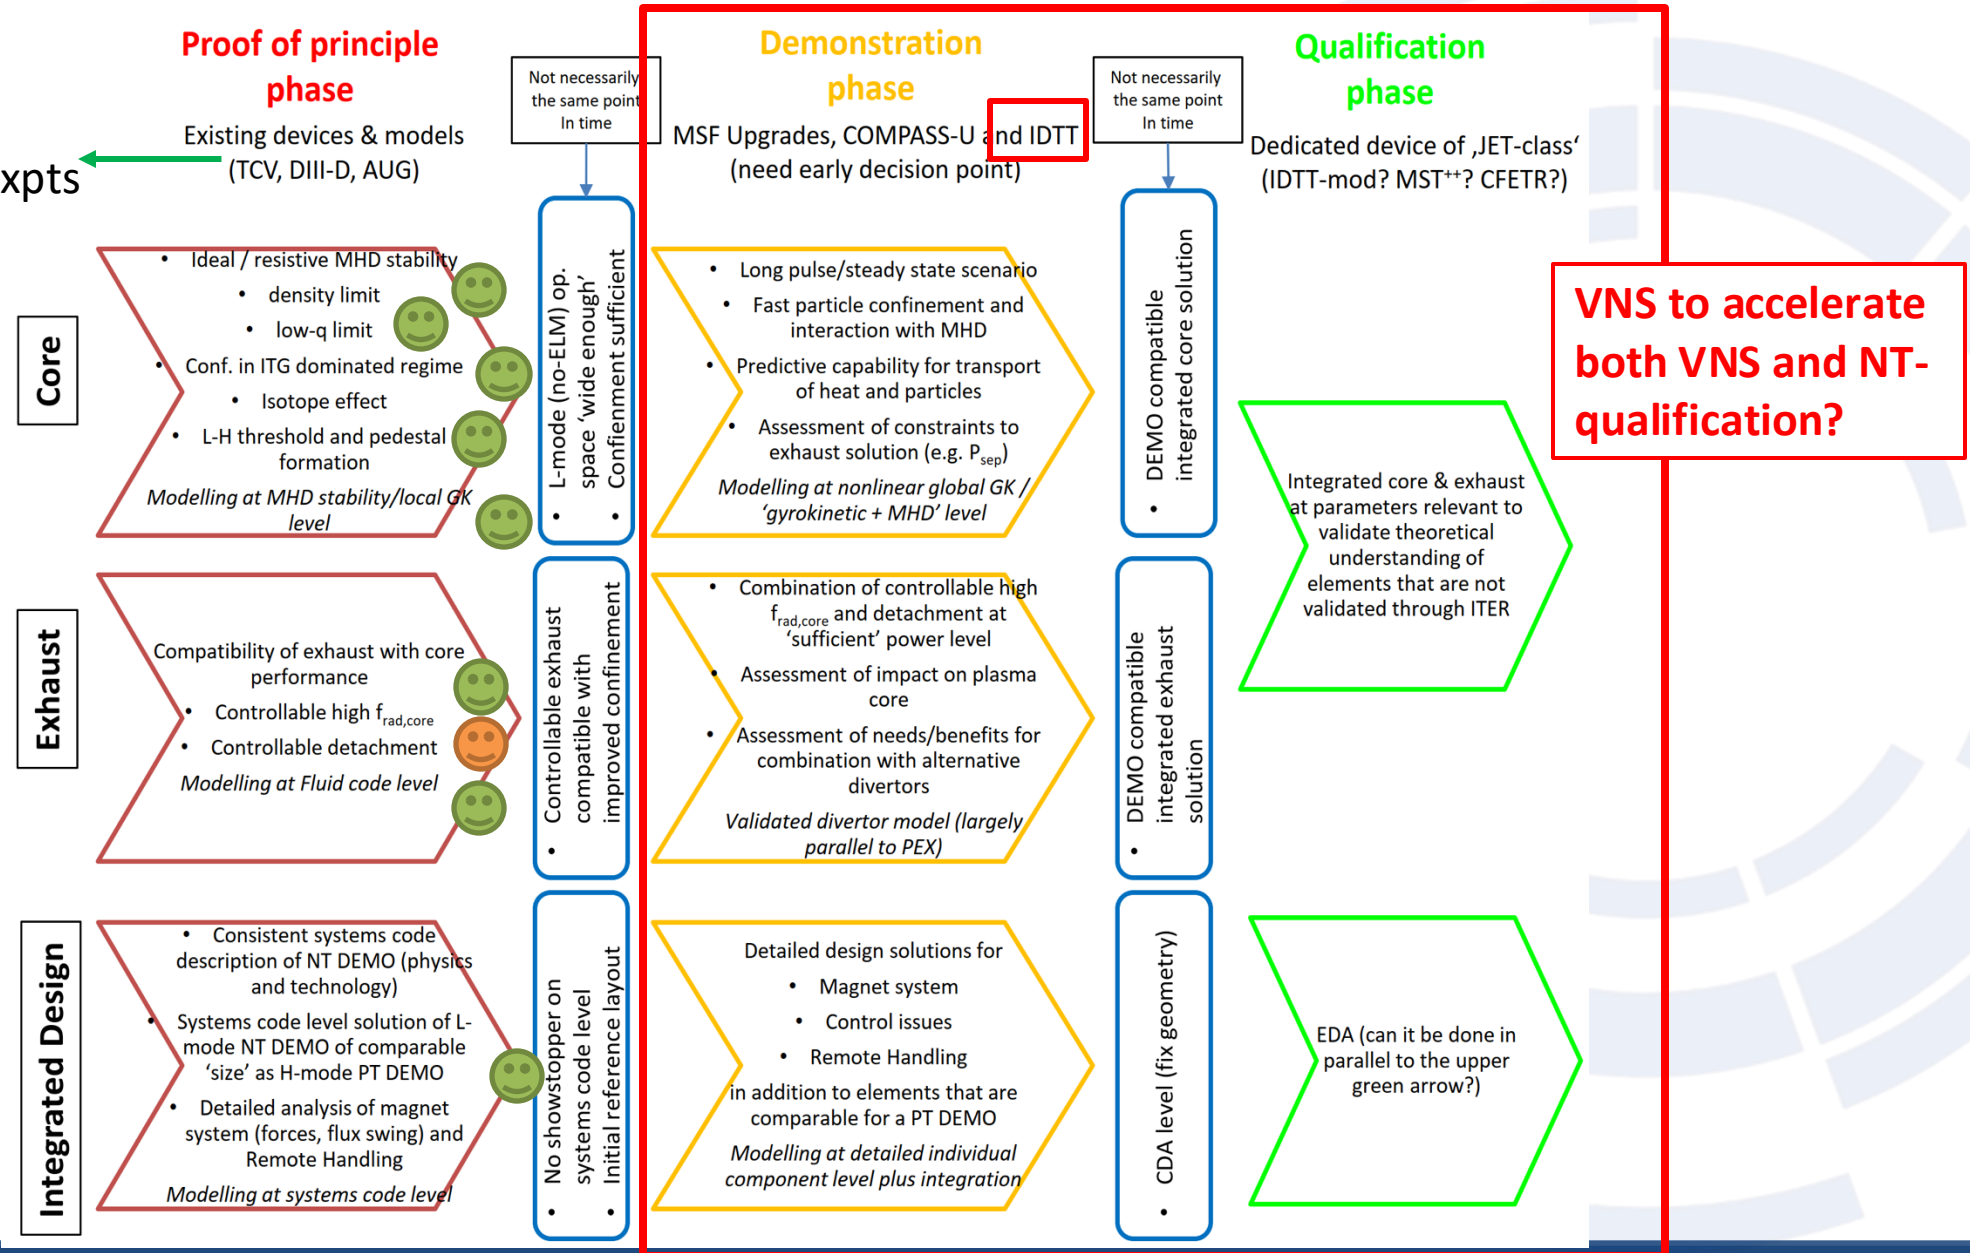 Proof of principle
phase
Existing devices & models
(TCV, DIII-D, AUG)
xpts
Not necessarily
the same point
In time
Demonstration
phase
MSF Upgrades, COMPASS-U and IDTT
(need early decision point)
Not necessarily
the same point
In time
Qualification
phase
Dedicated device of ‚JET-class‘
(IDTT-mod? MST++? CFETR?)
VNS to accelerate
both VNS and NT-
qualification?
Core
• Ideal / resistive MHD stability
• density limit
• low-q limit
• Conf. in ITG dominated regime
• Isotope effect
• L-H threshold and pedestal
formation
Modelling at MHD stability/local GK
level
• L-mode (no-ELM) op.
space ‘wide enough’
• Confienment sufficient
• Long pulse/steady state scenario
• Fast particle confinement and
interaction with MHD
• Predictive capability for transport
of heat and particles
• Assessment of constraints to
exhaust solution (e.g. Psep)
Modelling at nonlinear global GK /
‘gyrokinetic + MHD’ level
• DEMO compatible
integrated core solution
Integrated core & exhaust
at parameters relevant to
validate theoretical
understanding of
elements that are not
validated through ITER
Exhaust
Compatibility of exhaust with core
performance
• Controllable high frad,core
• Controllable detachment
Modelling at Fluid code level
• Controllable exhaust
compatible with
improved confinement
• Combination of controllable high
frad,core and detachment at
‘sufficient’ power level
• Assessment of impact on plasma
core
• Assessment of needs/benefits for
combination with alternative
divertors
Validated divertor model (largely
parallel to PEX)
• DEMO compatible
integrated exhaust
solution
Integrated Design
• Consistent systems code
description of NT DEMO (physics
and technology)
• Systems code level solution of L-
mode NT DEMO of comparable
‘size’ as H-mode PT DEMO
• Detailed analysis of magnet
system (forces, flux swing) and
Remote Handling
Modelling at systems code level
• No showstopper on
systems code level
• Initial reference layout
Detailed design solutions for
• Magnet system
• Control issues
• Remote Handling
in addition to elements that are
comparable for a PT DEMO
Modelling at detailed individual
component level plus integration
• CDA level (fix geometry)
EDA (can it be done in
parallel to the upper
green arrow?)